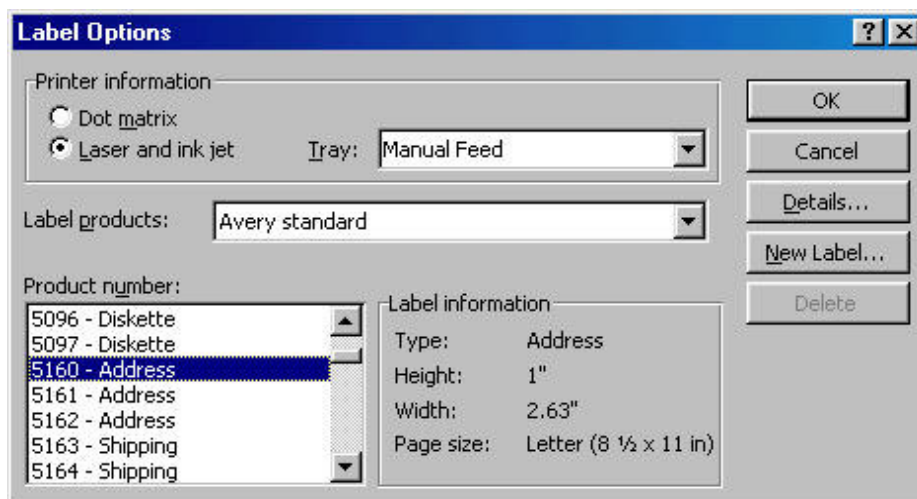 Label Options
Printer information
Dot matrix
Laser and ink jet
Tray: Manual Feed
Label products: Avery standard
Product number:
5096 - Diskette
5097 - Diskette
5160 - Address
5161 - Address
5162 - Address
5163 - Shipping
5164 - Shipping
Label information
Type: Address
Height: 1"
Width: 2.63"
Page size: Letter (8 ½ x 11 in)
OK
Cancel
Details...
New Label...
Delete